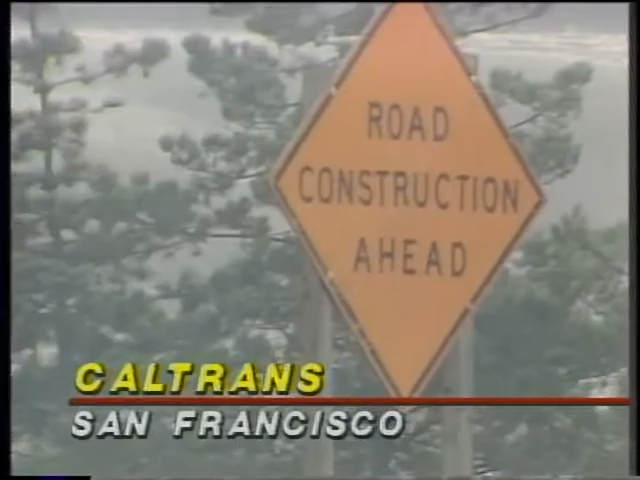 ROAD
CONSTRUCTION
AHEAD
CALTRANS
SAN FRANCISCO